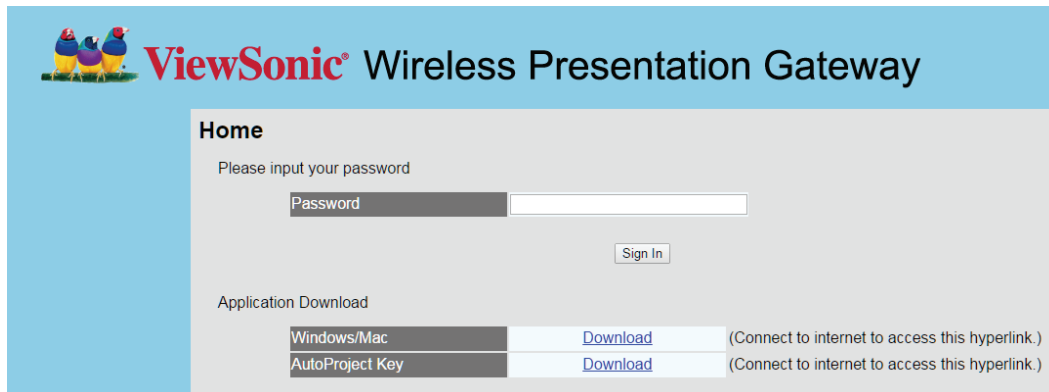 ViewSonic® Wireless Presentation Gateway
Home
Please input your password
Password
Sign In
Application Download
Windows/Mac Download (Connect to internet to access this hyperlink.)
AutoProject Key Download (Connect to internet to access this hyperlink.)